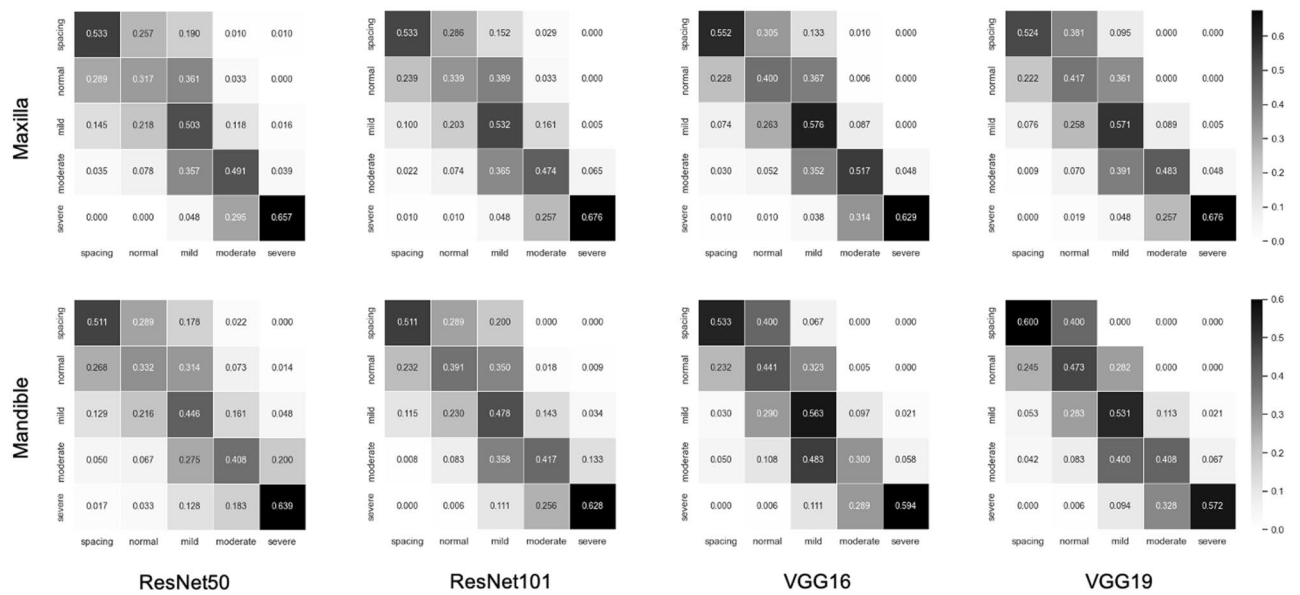 Maxilla
spacing 0.533 0.257 0.190 0.010 0.010
normal 0.289 0.317 0.361 0.033 0.000
mild 0.145 0.218 0.503 0.118 0.016
moderate 0.035 0.078 0.357 0.491 0.039
severe 0.000 0.000 0.048 0.295 0.657
spacing normal mild moderate severe
spacing 0.533 0.286 0.152 0.029 0.000
normal 0.239 0.339 0.389 0.033 0.000
mild 0.100 0.203 0.532 0.161 0.005
moderate 0.022 0.074 0.365 0.474 0.065
severe 0.010 0.010 0.048 0.257 0.676
spacing normal mild moderate severe
spacing 0.552 0.305 0.133 0.010 0.000
normal 0.228 0.400 0.367 0.006 0.000
mild 0.074 0.263 0.576 0.087 0.000
moderate 0.030 0.052 0.352 0.517 0.048
severe 0.010 0.010 0.038 0.314 0.629
spacing normal mild moderate severe
spacing 0.524 0.381 0.095 0.000 0.000
normal 0.222 0.417 0.361 0.000 0.000
mild 0.076 0.258 0.571 0.089 0.005
moderate 0.009 0.070 0.391 0.483 0.048
severe 0.000 0.019 0.048 0.257 0.676
spacing normal mild moderate severe
0.6
0.5
0.4
0.3
0.2
0.1
0.0
Mandible
spacing 0.511 0.289 0.178 0.022 0.000
normal 0.268 0.332 0.314 0.073 0.014
mild 0.129 0.216 0.446 0.161 0.048
moderate 0.050 0.067 0.275 0.408 0.200
severe 0.017 0.033 0.128 0.183 0.639
spacing normal mild moderate severe
spacing 0.511 0.289 0.200 0.000 0.000
normal 0.232 0.391 0.350 0.018 0.009
mild 0.115 0.230 0.478 0.143 0.034
moderate 0.008 0.083 0.358 0.417 0.133
severe 0.000 0.006 0.111 0.256 0.628
spacing normal mild moderate severe
spacing 0.533 0.400 0.067 0.000 0.000
normal 0.232 0.441 0.323 0.005 0.000
mild 0.030 0.290 0.563 0.097 0.021
moderate 0.050 0.108 0.483 0.300 0.058
severe 0.000 0.006 0.111 0.289 0.594
spacing normal mild moderate severe
spacing 0.600 0.400 0.000 0.000 0.000
normal 0.245 0.473 0.282 0.000 0.000
mild 0.053 0.283 0.531 0.113 0.021
moderate 0.042 0.083 0.400 0.408 0.067
severe 0.000 0.006 0.094 0.328 0.572
spacing normal mild moderate severe
0.6
0.5
0.4
0.3
0.2
0.1
0.0
ResNet50 ResNet101 VGG16 VGG19